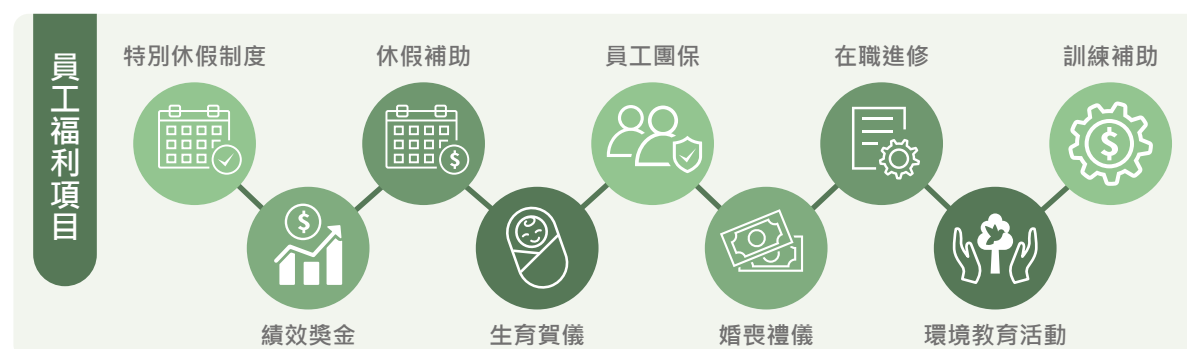 員工福利項目
特別休假制度
休假補助
員工團保
在職進修
訓練補助
$
$
$
$
績效獎金
生育賀儀
婚喪禮儀
環境教育活動